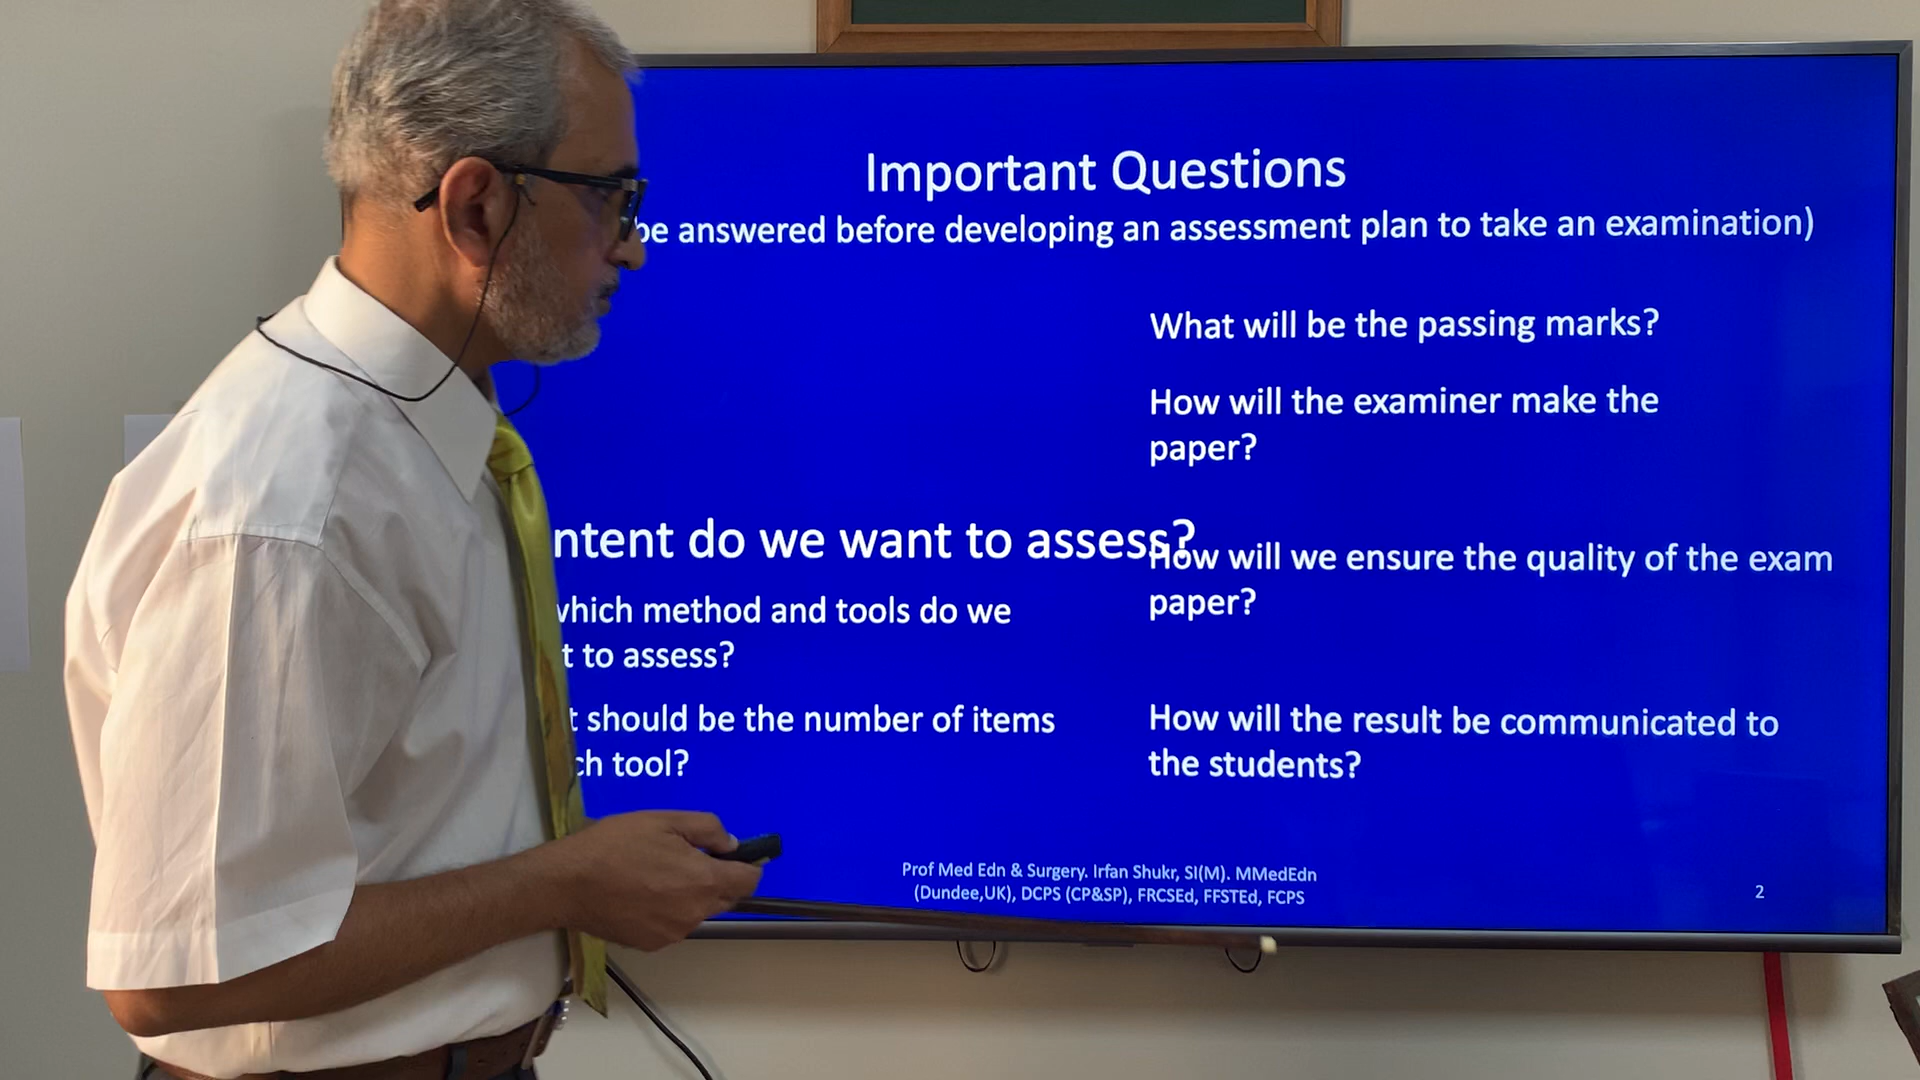 Important Questions
be answered before developing an assessment plan to take an examination)
ntent do we want to assess?
which method and tools do we
t to assess?
t should be the number of items
ch tool?
What will be the passing marks?
How will the examiner make the
paper?
How will we ensure the quality of the exam
paper?
How will the result be communicated to
the students?
Prof Med Edn & Surgery. Irfan Shukr, SI(M). MMedEdn
(Dundee,UK), DCPS (CP&SP), FRCSEd, FFSTEd, FCPS
2